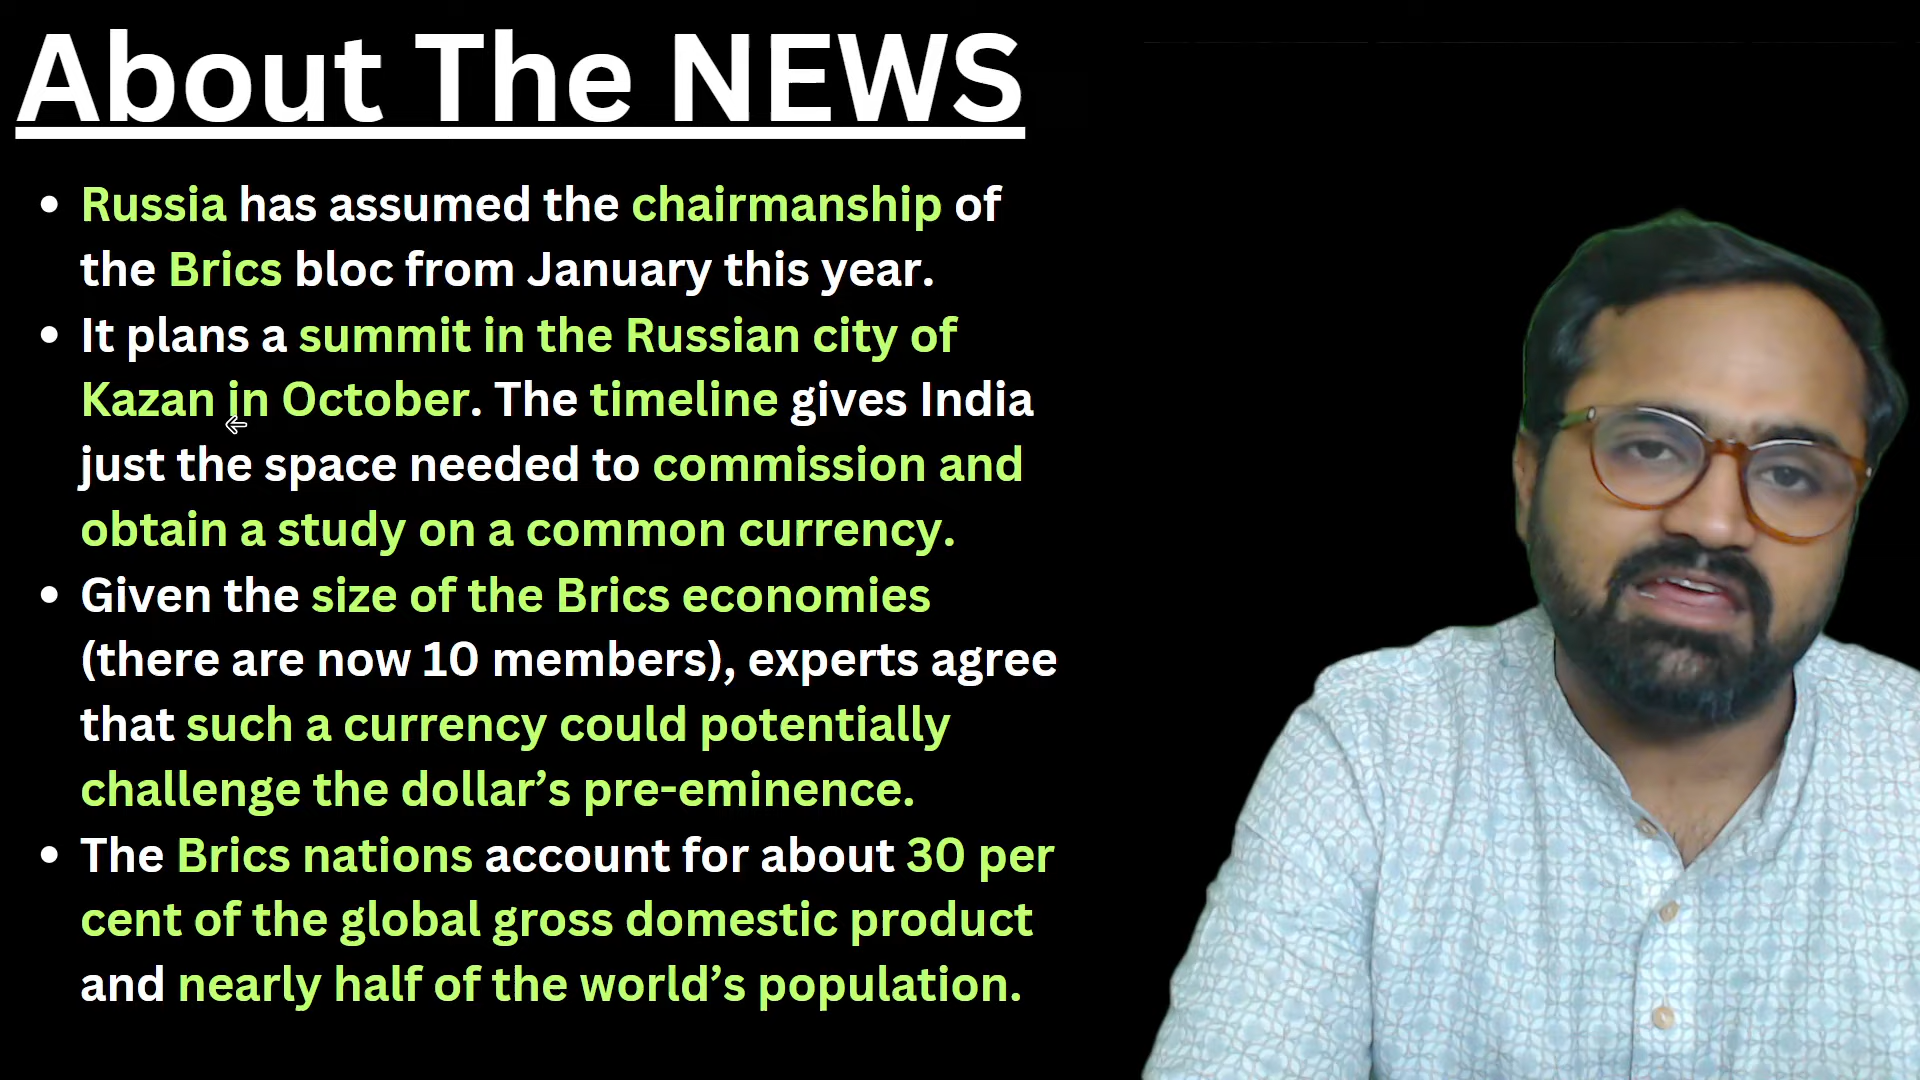 About The NEWS
• Russia has assumed the chairmanship of
the Brics bloc from January this year.
• It plans a summit in the Russian city of
Kazan in October. The timeline gives India
just the space needed to commission and
obtain a study on a common currency.
• Given the size of the Brics economies
(there are now 10 members), experts agree
that such a currency could potentially
challenge the dollar’s pre-eminence.
• The Brics nations account for about 30 per
cent of the global gross domestic product
and nearly half of the world’s population.